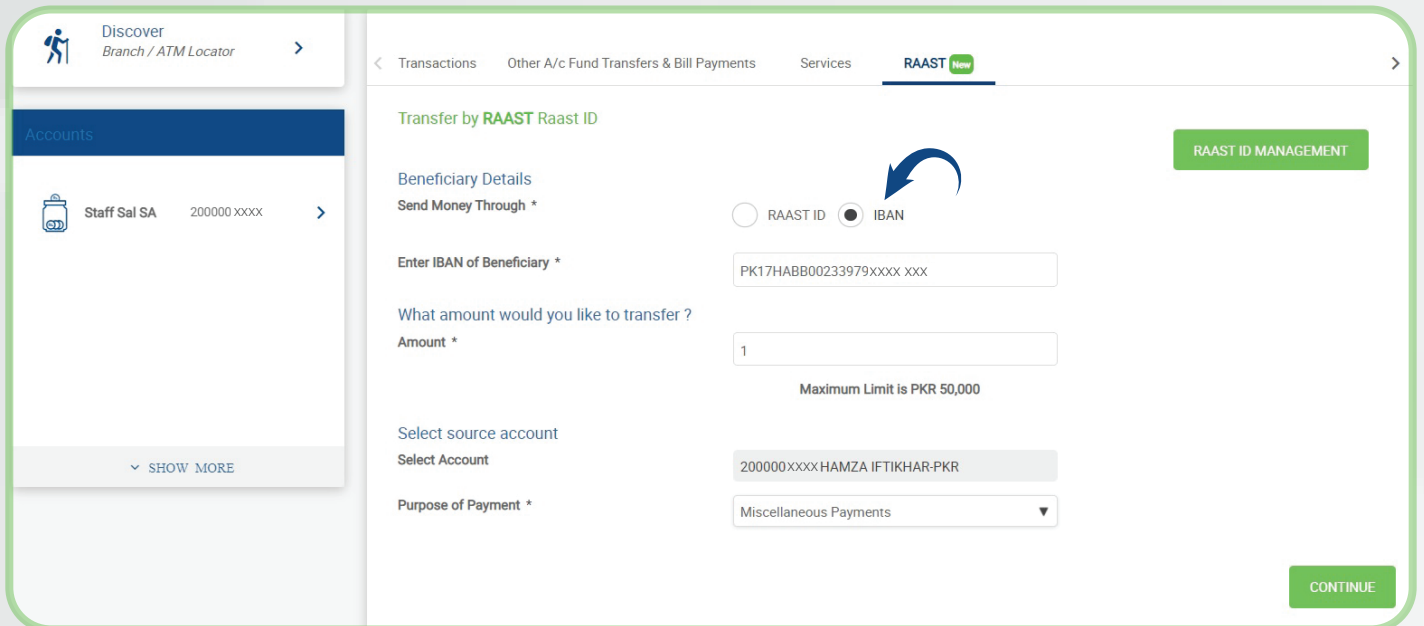 Discover
Branch / ATM Locator
Accounts
Staff Sal SA 200000 XXXX
SHOW MORE
Transactions Other A/c Fund Transfers & Bill Payments Services RAAST New
Transfer by RAAST Raast ID
RAAST ID MANAGEMENT
Beneficiary Details
Send Money Through *
RAAST ID IBAN
Enter IBAN of Beneficiary *
PK17HABB00233979XXXX XXX
What amount would you like to transfer ?
Amount *
1
Maximum Limit is PKR 50,000
Select source account
Select Account
200000XXXX HAMZA IFTIKHAR-PKR
Purpose of Payment *
Miscellaneous Payments
CONTINUE